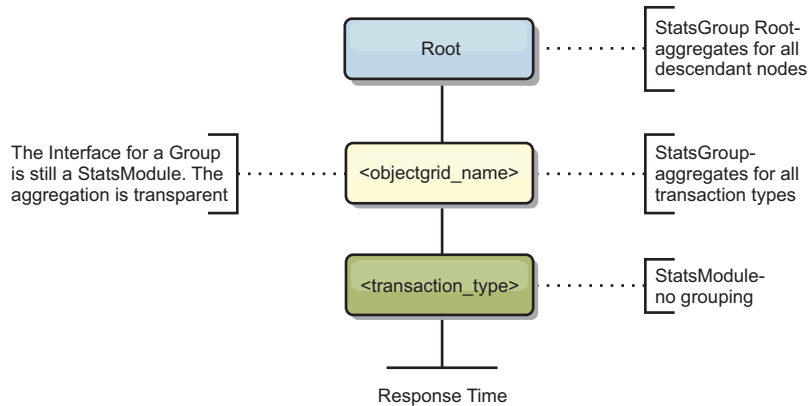 Root
StatsGroup Root-
aggregates for all
descendant nodes
The Interface for a Group
is still a StatsModule. The
aggregation is transparent
<objectgrid_name>
StatsGroup-
aggregates for all
transaction types
<transaction_type>
StatsModule-
no grouping
Response Time